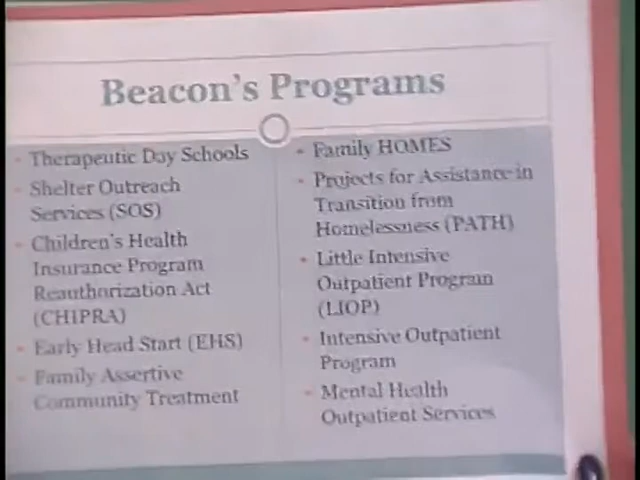 Beacon's Programs
Therapeutic Day Schools
Shelter Outreach
Services (SOS)
Children's Health
Insurance Program
Reauthorization Act
(CHIPRA)
Early Head Start (EHS)
Family Assertive
Community Treatment
Family HOMES
Projects for Assistance in
Transition from
Homelessness (PATH)
Little Intensive
Outpatient Program
(LIOP)
Intensive Outpatient
Program
Mental Health
Outpatient Services